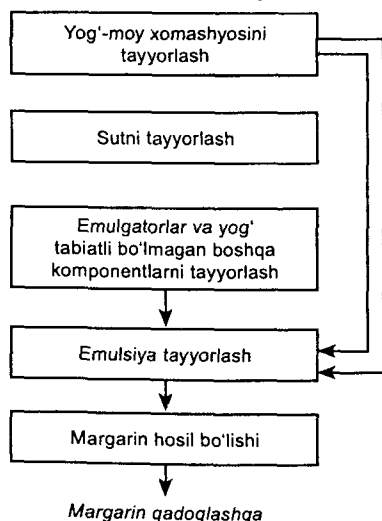 Yog‘-moy xomashyosini
tayyorlash
Sutni tayyorlash
Emulgatorlar va yog‘
tabiatli bo‘lmagan boshqa
komponentlarni tayyorlash
Emulsiya tayyorlash
Margarin hosil bo‘lishi
Margarin qadoqlashga